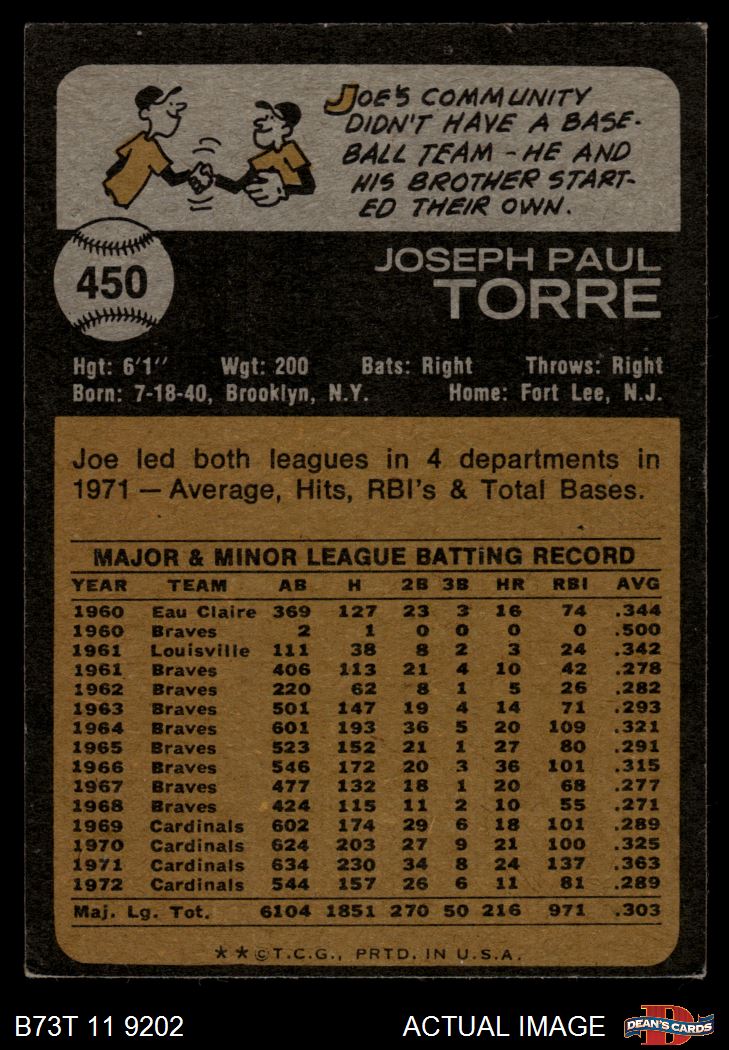 JOE'S COMMUNITY
DIDN'T HAVE A BASE-
BALL TEAM - HE AND
HIS BROTHER START-
ED THEIR OWN.
450
JOSEPH PAUL
TORRE
Hgt: 6'1" Wgt: 200 Bats: Right Throws: Right
Born: 7-18-40, Brooklyn, N.Y. Home: Fort Lee, N.J.
Joe led both leagues in 4 departments in
1971 — Average, Hits, RBI's & Total Bases.
MAJOR & MINOR LEAGUE BATTING RECORD
YEAR TEAM AB H 2B 3B HR RBI AVG
1960 Eau Claire 369 127 23 3 16 74 .344
1960 Braves 2 1 0 0 0 0 .500
1961 Louisville 111 38 8 2 3 24 .342
1961 Braves 406 113 21 4 10 42 .278
1962 Braves 220 62 8 1 5 26 .282
1963 Braves 501 147 19 4 14 71 .293
1964 Braves 601 193 36 5 20 109 .321
1965 Braves 523 152 21 1 27 80 .291
1966 Braves 546 172 20 3 36 101 .315
1967 Braves 477 132 18 1 20 68 .277
1968 Braves 424 115 11 2 10 55 .271
1969 Cardinals 602 174 29 6 18 101 .289
1970 Cardinals 624 203 27 9 21 100 .325
1971 Cardinals 634 230 34 8 24 137 .363
1972 Cardinals 544 157 26 6 11 81 .289
Maj. Lg. Tot. 6104 1851 270 50 216 971 .303
★★©T.C.G., PRTD. IN U.S.A.
B73T 11 9202 ACTUAL IMAGE D DEAN'S CARDS